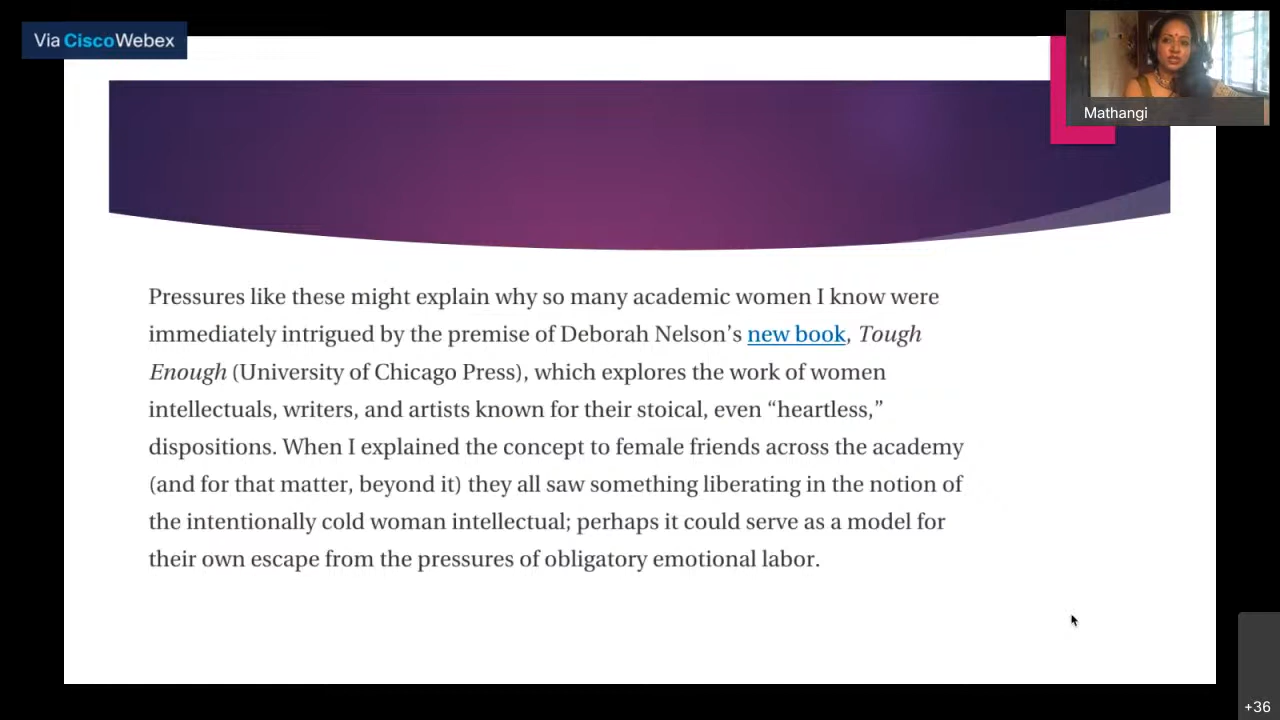 Via CiscoWebex
Mathangi
Pressures like these might explain why so many academic women I know were
immediately intrigued by the premise of Deborah Nelson’s new book, Tough
Enough (University of Chicago Press), which explores the work of women
intellectuals, writers, and artists known for their stoical, even “heartless,”
dispositions. When I explained the concept to female friends across the academy
(and for that matter, beyond it) they all saw something liberating in the notion of
the intentionally cold woman intellectual; perhaps it could serve as a model for
their own escape from the pressures of obligatory emotional labor.
+36